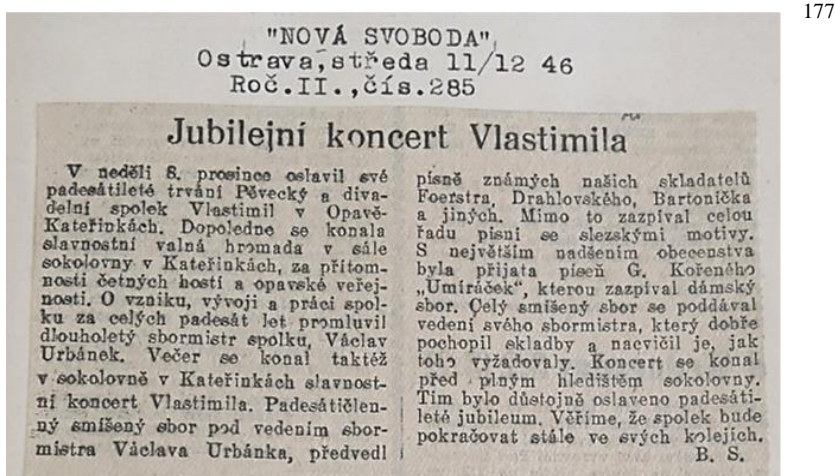 177
"NOVÁ SVOBODA",
Ostrava, středa 11/12 46
Roč.II.,čís.285
Jubilejní koncert Vlastimila
V neděli 8. prosince oslavil své
padesátileté trvání Pěvecký a diva-
delní spolek Vlastimil v Opavě-
Kateřinkách. Dopoledne se konala
slavnostní valná hromada v sále
sokolovny v Kateřinkách, za přítom-
nosti četných hostí a opavské veřej-
nosti. O vzniku, vývoji a práci spol-
ku za celých padesát let promluvil
dlouholetý sbormistr spolku, Václav
Urbánek. Večer se konal taktéž
v sokolovně v Kateřinkách slavnost-
ní koncert Vlastimila. Padesátičlen-
ný smíšený sbor pod vedením sbor-
mistra Václava Urbánka, předvedl
písně známých našich skladatelů
Foerstra, Drahlovského, Bartoníčka
a jiných. Mimo to zazpíval celou
řadu písní se slezskými motivy.
S největším nadšením obecenstva
byla přijata píseň G. Kořeného
„Umíráček", kterou zazpíval dámský
sbor. Celý smíšený sbor se poddával
vedení svého sbormistra, který dobře
pochopil skladby a nacvičil je, jak
toho vyžadovaly. Koncert se konal
před plným hledištěm sokolovny.
Tím bylo důstojně oslaveno padesáti-
leté jubileum. Věříme, že spolek bude
pokračovat stále ve svých kolejích.
B. S.